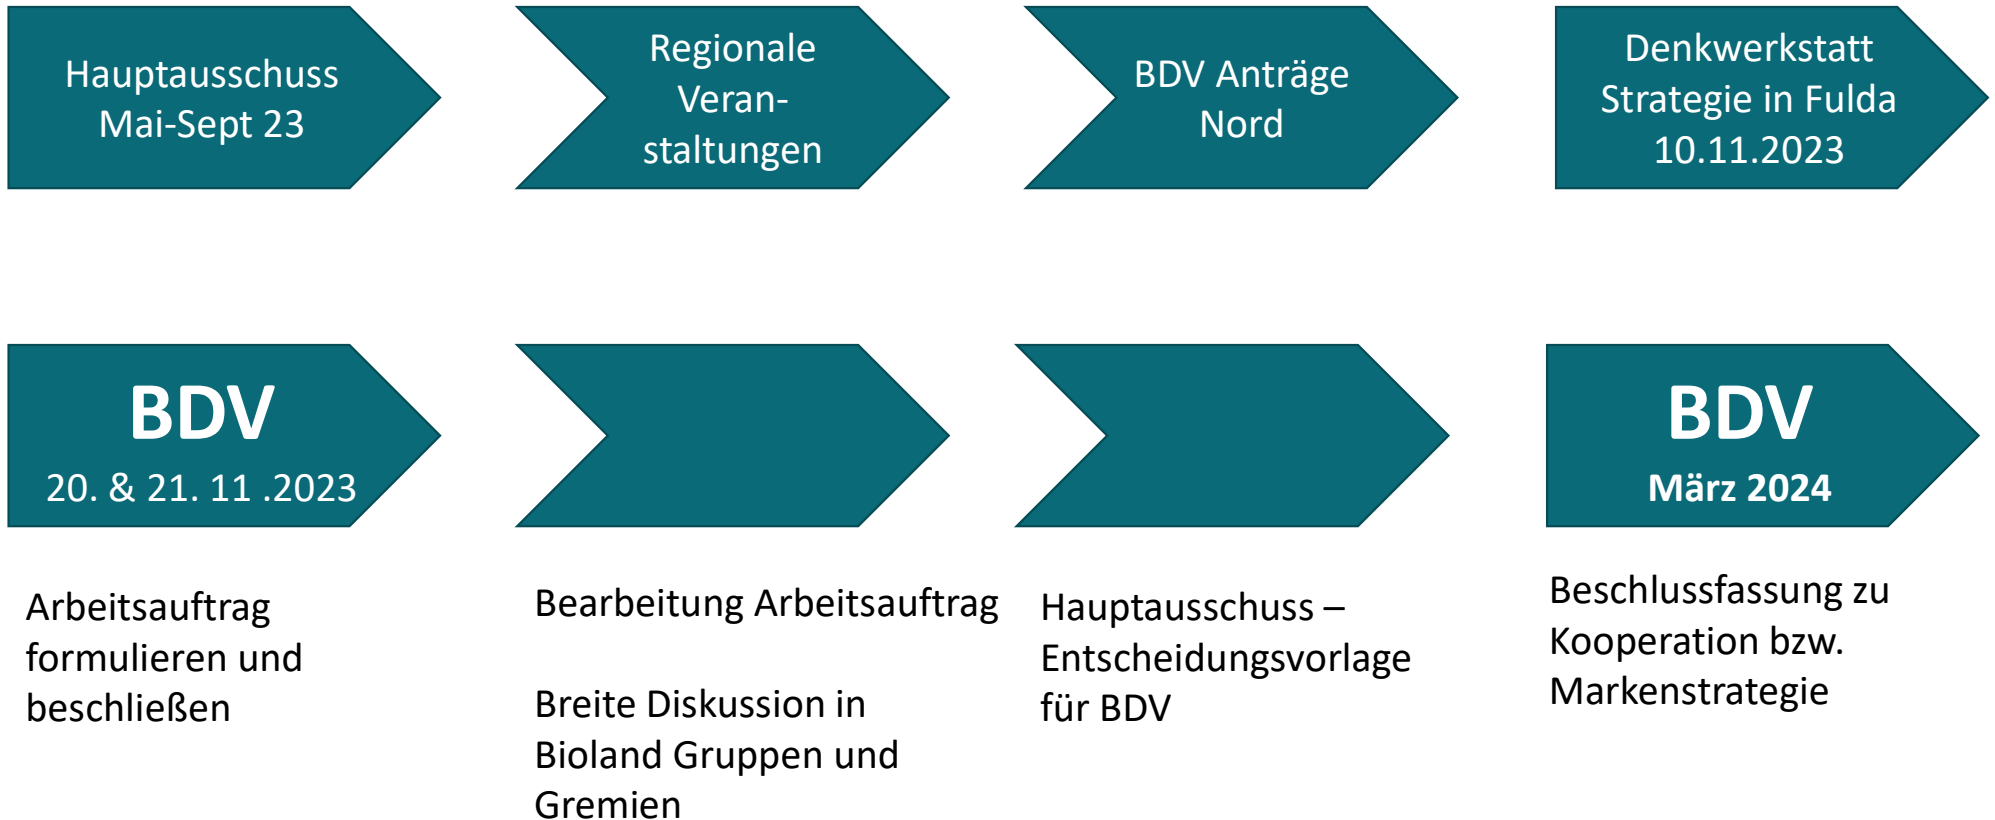 Hauptausschuss
Mai-Sept 23
Regionale
Veran-
staltungen
BDV Anträge
Nord
Denkwerkstatt
Strategie in Fulda
10.11.2023
BDV
20. & 21. 11 .2023
BDV
März 2024
Arbeitsauftrag
formulieren und
beschließen
Bearbeitung Arbeitsauftrag
Breite Diskussion in
Bioland Gruppen und
Gremien
Hauptausschuss –
Entscheidungsvorlage
für BDV
Beschlussfassung zu
Kooperation bzw.
Markenstrategie